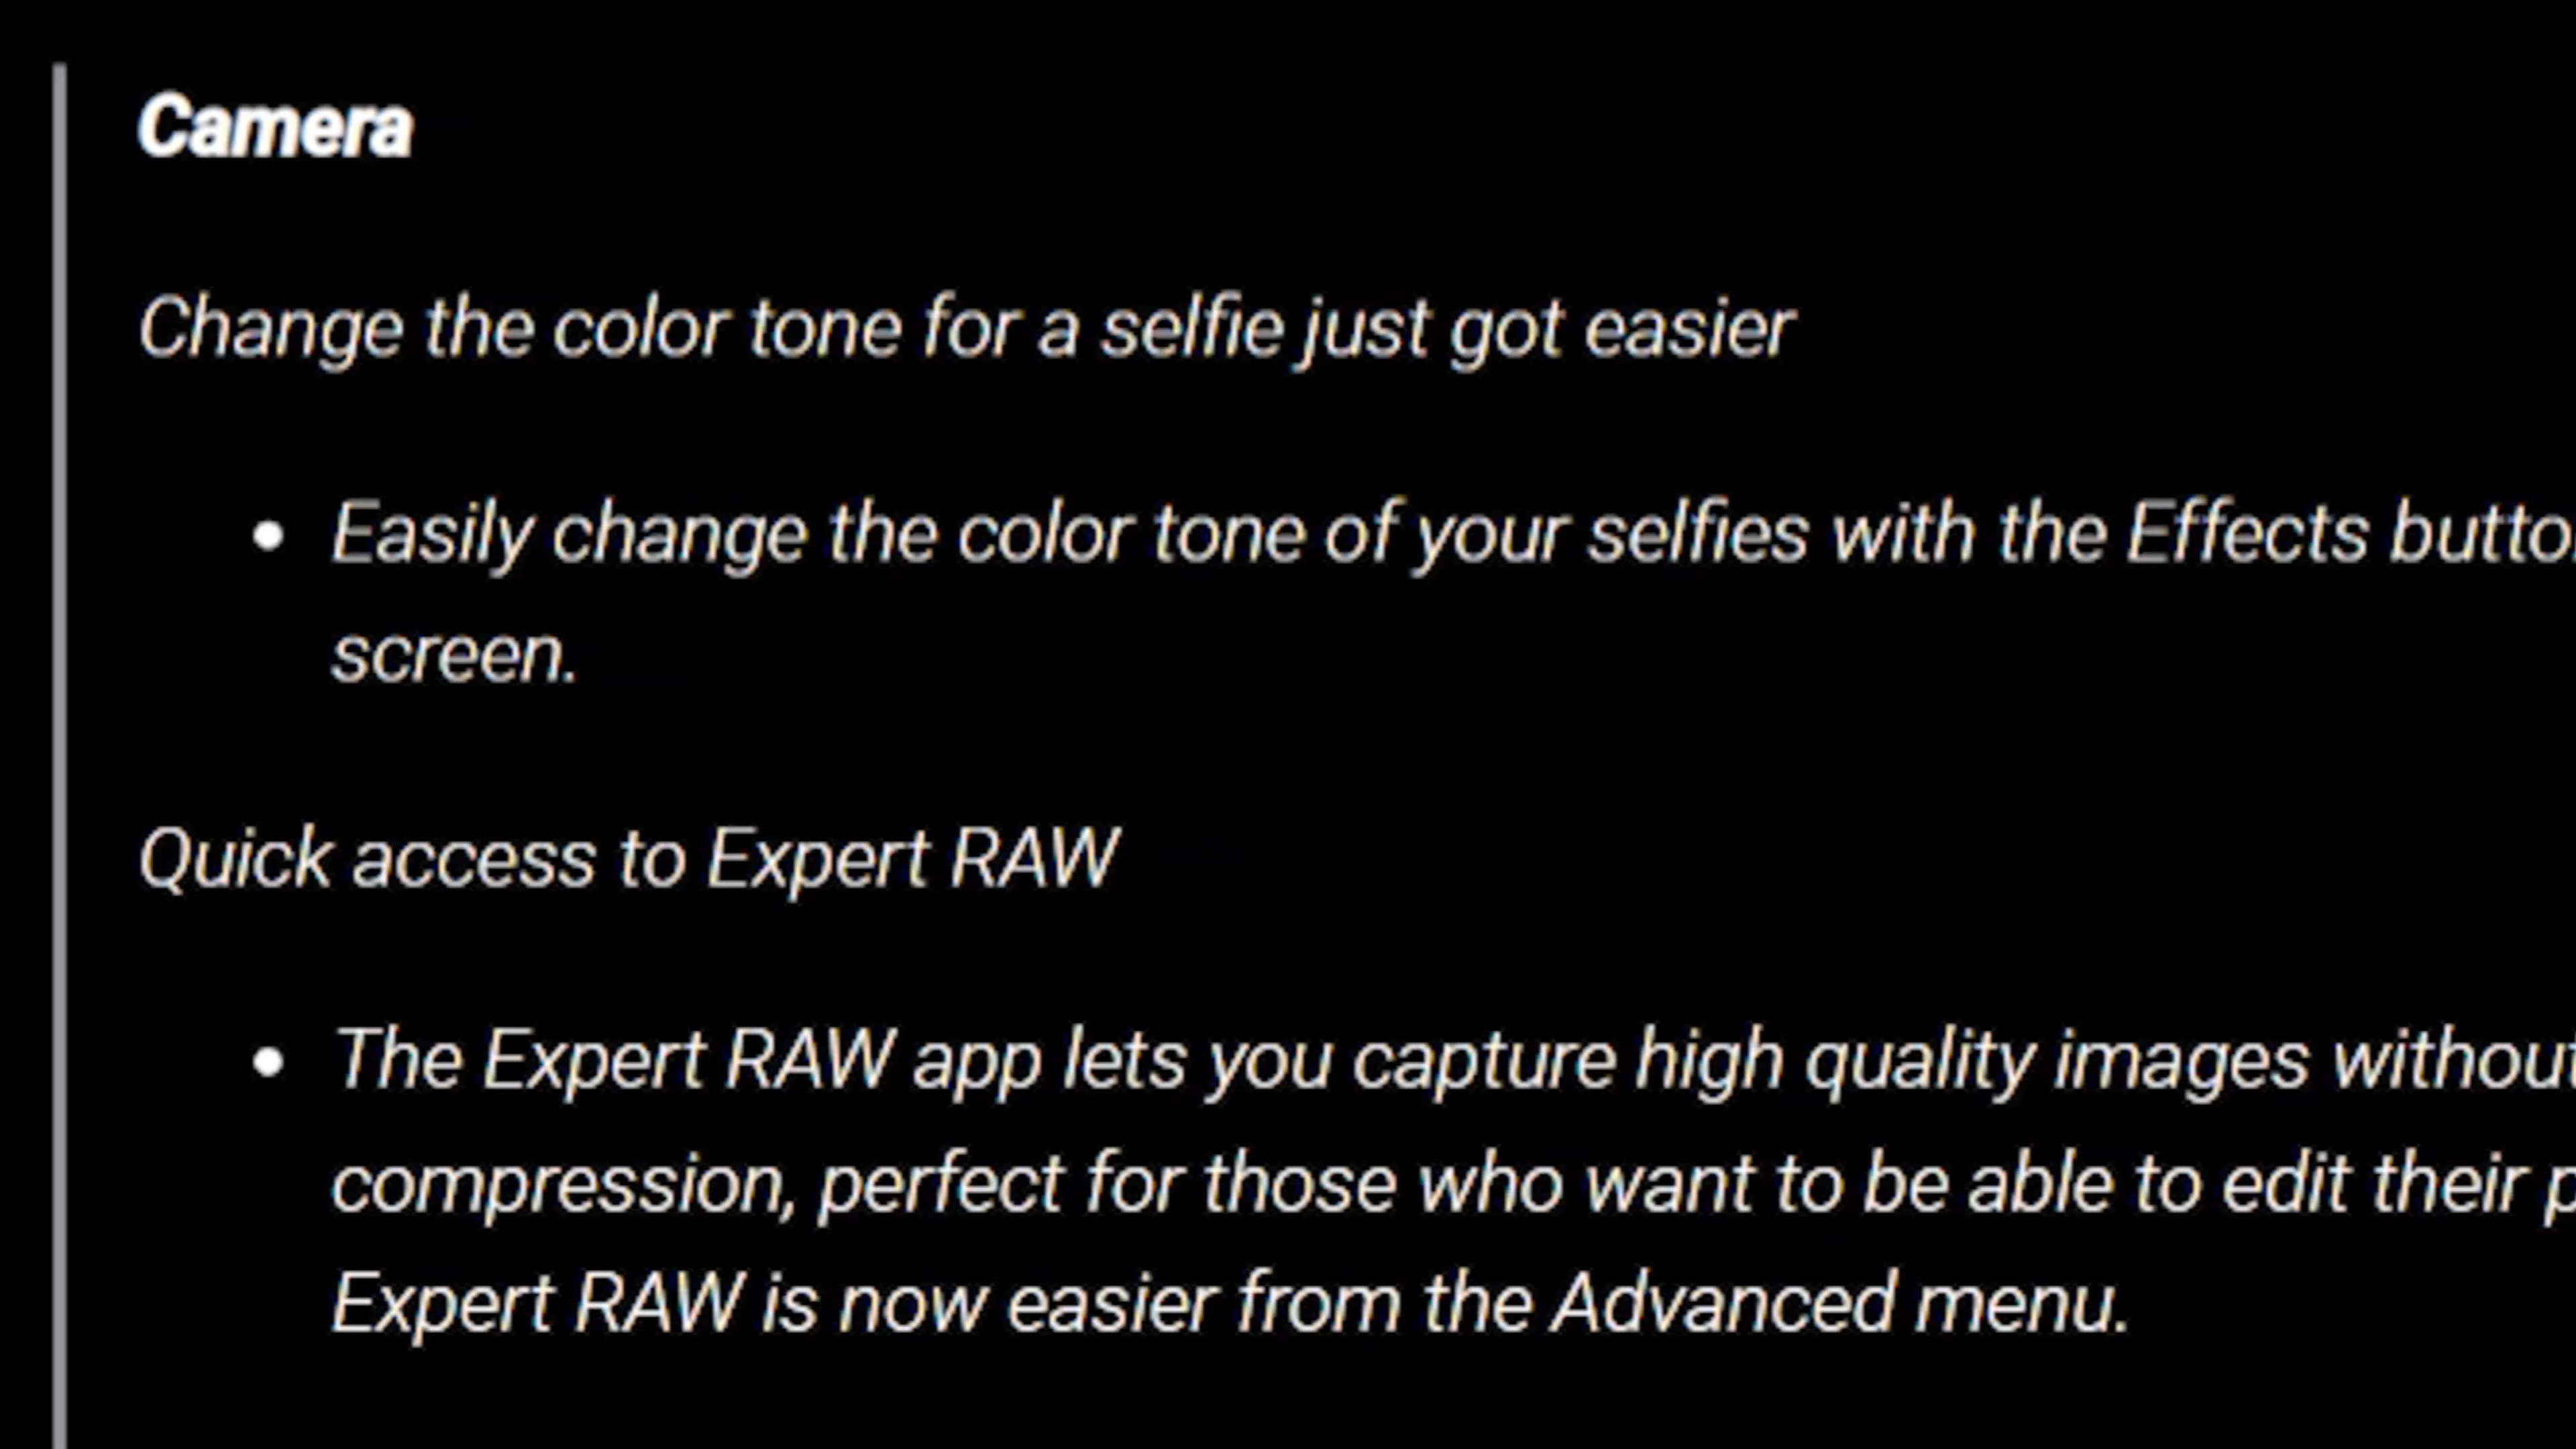 Camera
Change the color tone for a selfie just got easier
• Easily change the color tone of your selfies with the Effects
screen.
Quick access to Expert RAW
• The Expert RAW app lets you capture high quality images without
compression, perfect for those who want to be able to edit their
Expert RAW is now easier from the Advanced menu.